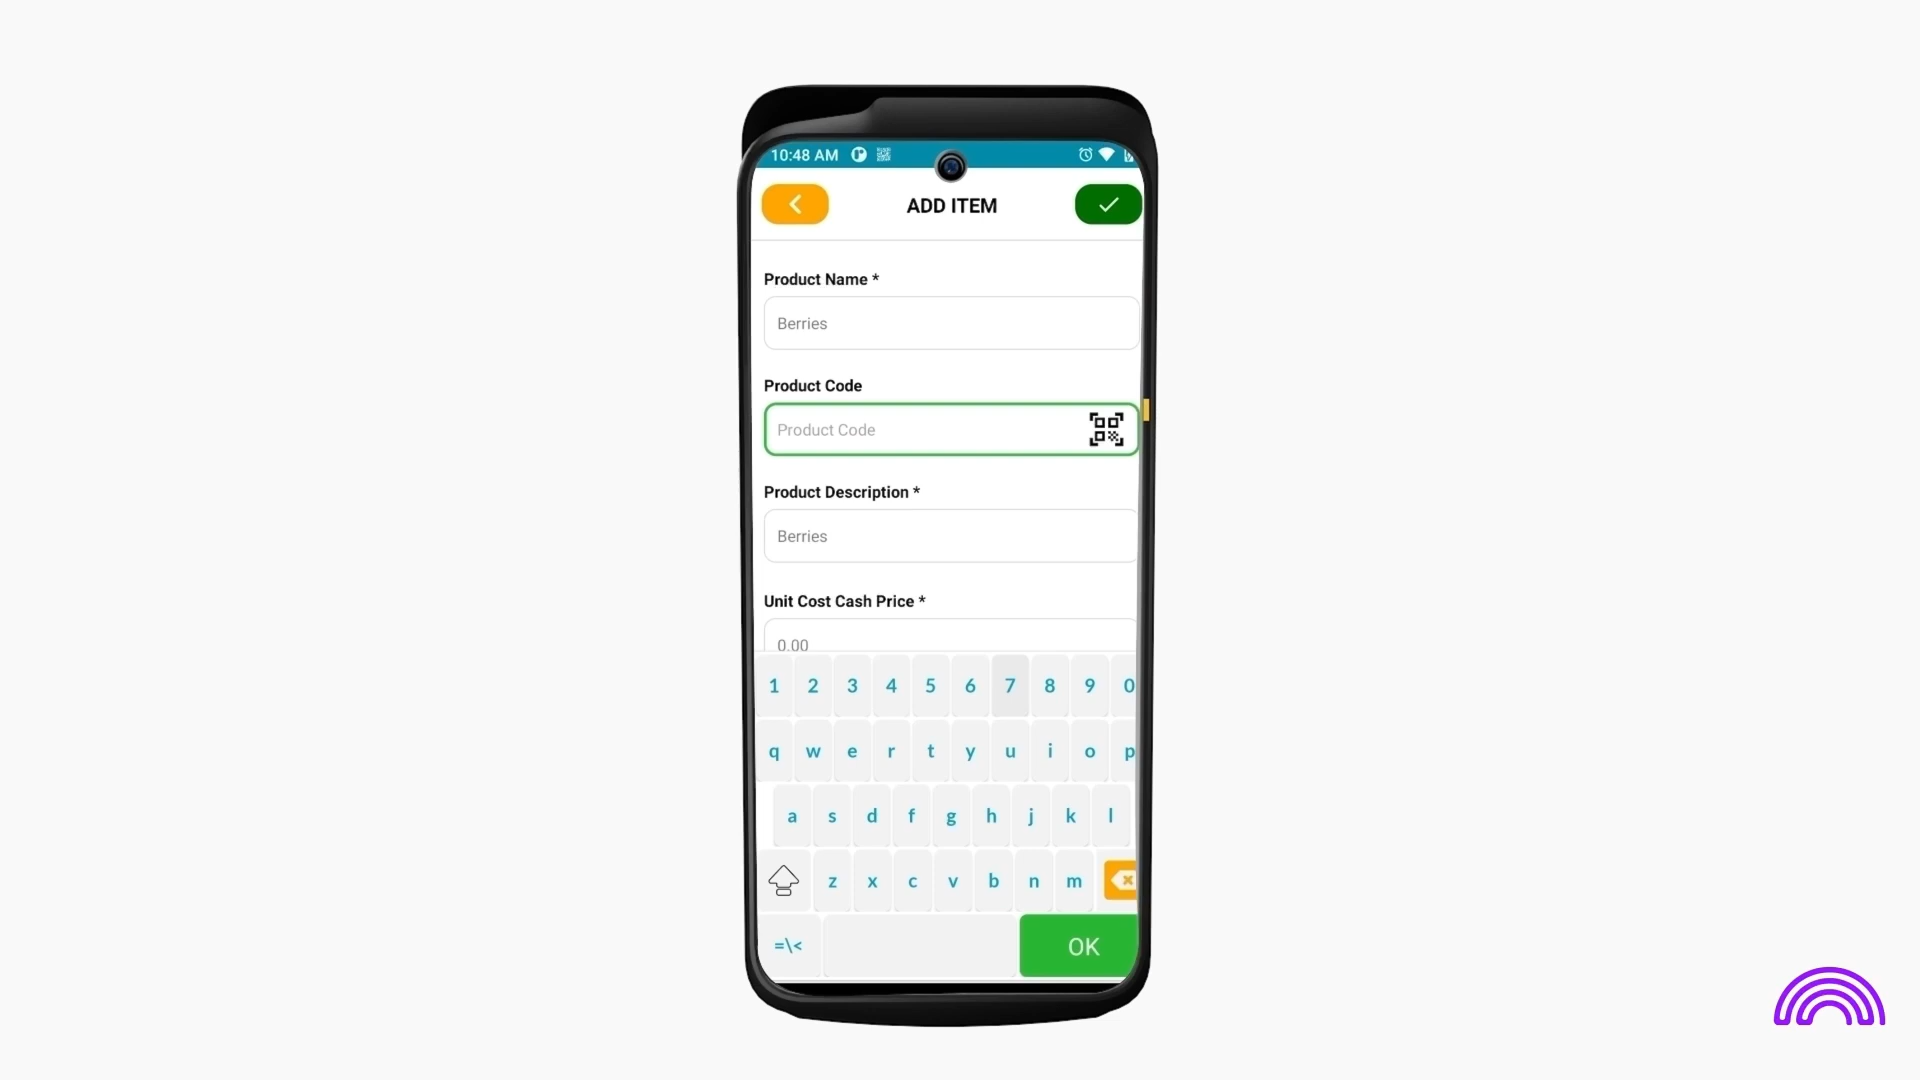 10:48 AM
ADD ITEM
Product Name *
Berries
Product Code
Product Code
Product Description *
Berries
Unit Cost Cash Price *
0.00
1 2 3 4 5 6 7 8 9 0
q w e r t y u i o p
a s d f g h j k l
z x c v b n m
=\< OK